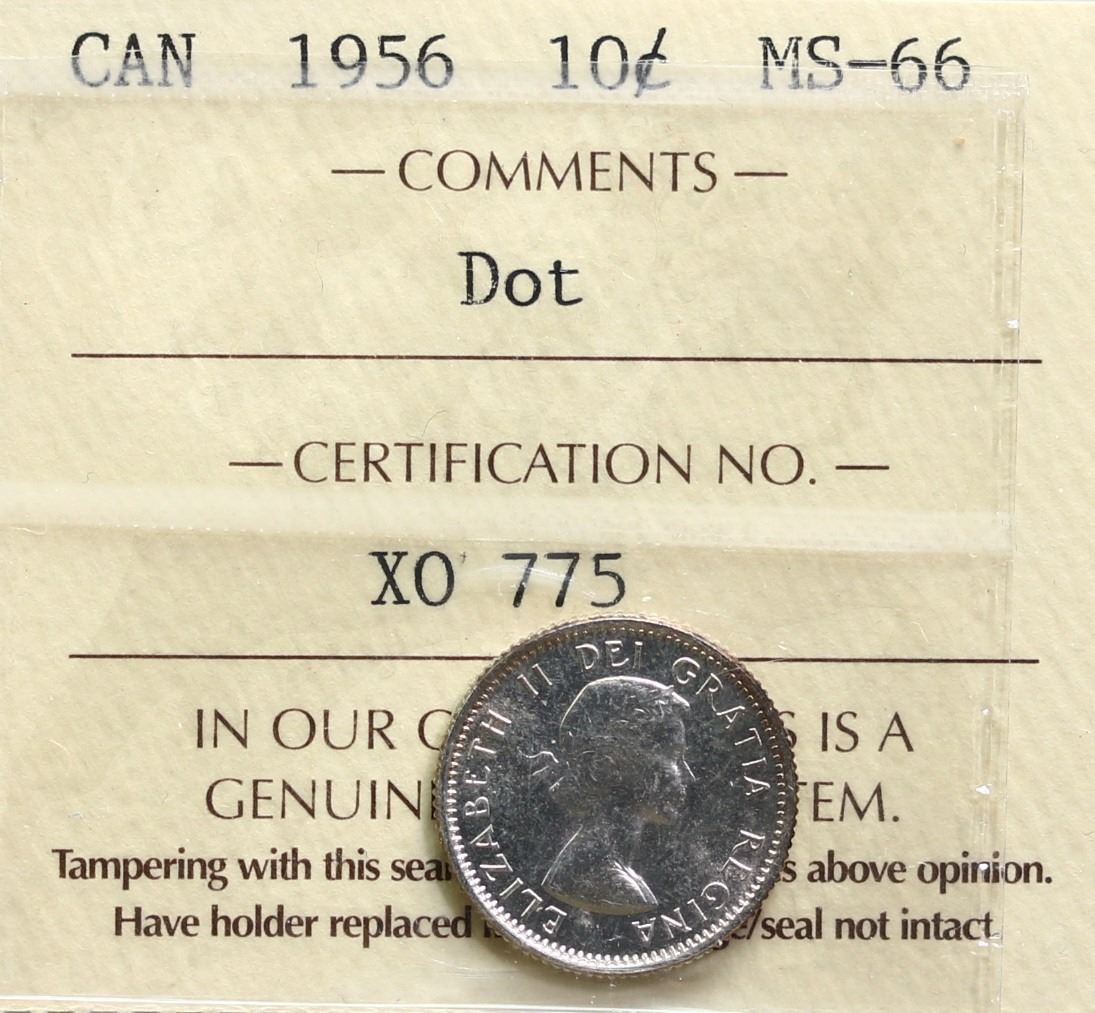 CAN 1956 10¢ MS-66
— COMMENTS —
Dot
— CERTIFICATION NO. —
XO 775
ELIZABETH II DEI GRATIA REGINA
IN OUR IS A
GENUIN TEM.
Tampering with this sea above opinion.
Have holder replaced /seal not intact.